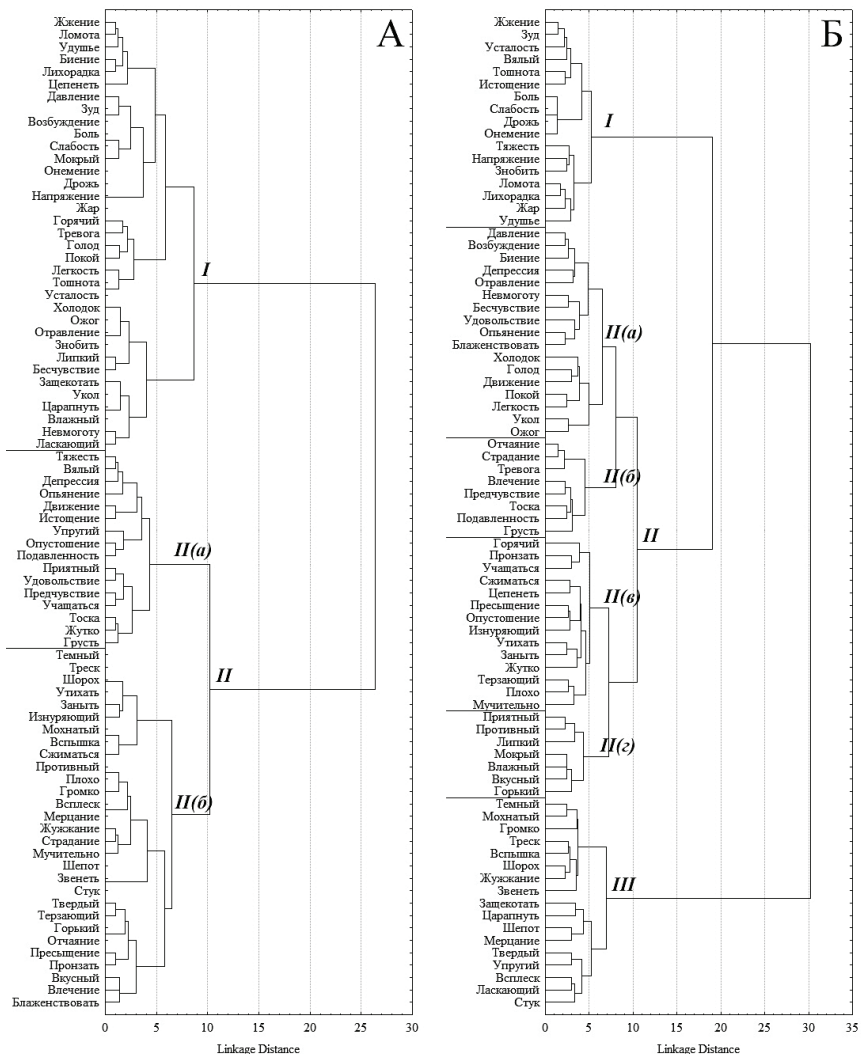 А
Жжение
Ломота
Удушье
Биение
Лихорадка
Цепенеть
Давление
Зуд
Возбуждение
Боль
Слабость
Мокрый
Онемение
Дрожь
Напряжение
Жар
Горячий
Тревога
Голод
Покой
Легкость
Тошнота
Усталость
Холодок
Ожог
Отравление
Знобить
Липкий
Бесчувствие
Защекотать
Укол
Царапнуть
Влажный
Невмоготу
Ласкающий
Тяжесть
Вялый
Депрессия
Опьянение
Движение
Истощение
Упругий
Опустошение
Подавленность
Приятный
Удовольствие
Предчувствие
Учащаться
Тоска
Жутко
Грусть
Темный
Треск
Шорох
Утихать
Заныть
Изнуряющий
Мохнатый
Вспышка
Сжиматься
Противный
Плохо
Громко
Всплеск
Мерцание
Жужжание
Страдание
Мучительно
Шепот
Звенеть
Стук
Твердый
Терзающий
Горький
Отчаяние
Пресыщение
Пронзать
Вкусный
Влечение
Блаженствовать
I
II(а)
II
II(б)
0 5 10 15 20 25 30
Linkage Distance
Б
Жжение
Зуд
Усталость
Вялый
Тошнота
Истощение
Боль
Слабость
Дрожь
Онемение
Тяжесть
Напряжение
Знобить
Ломота
Лихорадка
Жар
Удушье
Давление
Возбуждение
Биение
Депрессия
Отравление
Невмоготу
Бесчувствие
Удовольствие
Опьянение
Блаженствовать
Холодок
Голод
Движение
Покой
Легкость
Укол
Ожог
Отчаяние
Страдание
Тревога
Влечение
Предчувствие
Тоска
Подавленность
Грусть
Горячий
Пронзать
Учащаться
Сжиматься
Цепенеть
Пресыщение
Опустошение
Изнуряющий
Утихать
Заныть
Жутко
Терзающий
Плохо
Мучительно
Приятный
Противный
Липкий
Мокрый
Влажный
Вкусный
Горький
Темный
Мохнатый
Громко
Треск
Вспышка
Шорох
Жужжание
Звенеть
Защекотать
Царапнуть
Шепот
Мерцание
Твердый
Упругий
Всплеск
Ласкающий
Стук
I
II(а)
II(б)
II
II(в)
II(г)
III
0 5 10 15 20 25 30 35
Linkage Distance